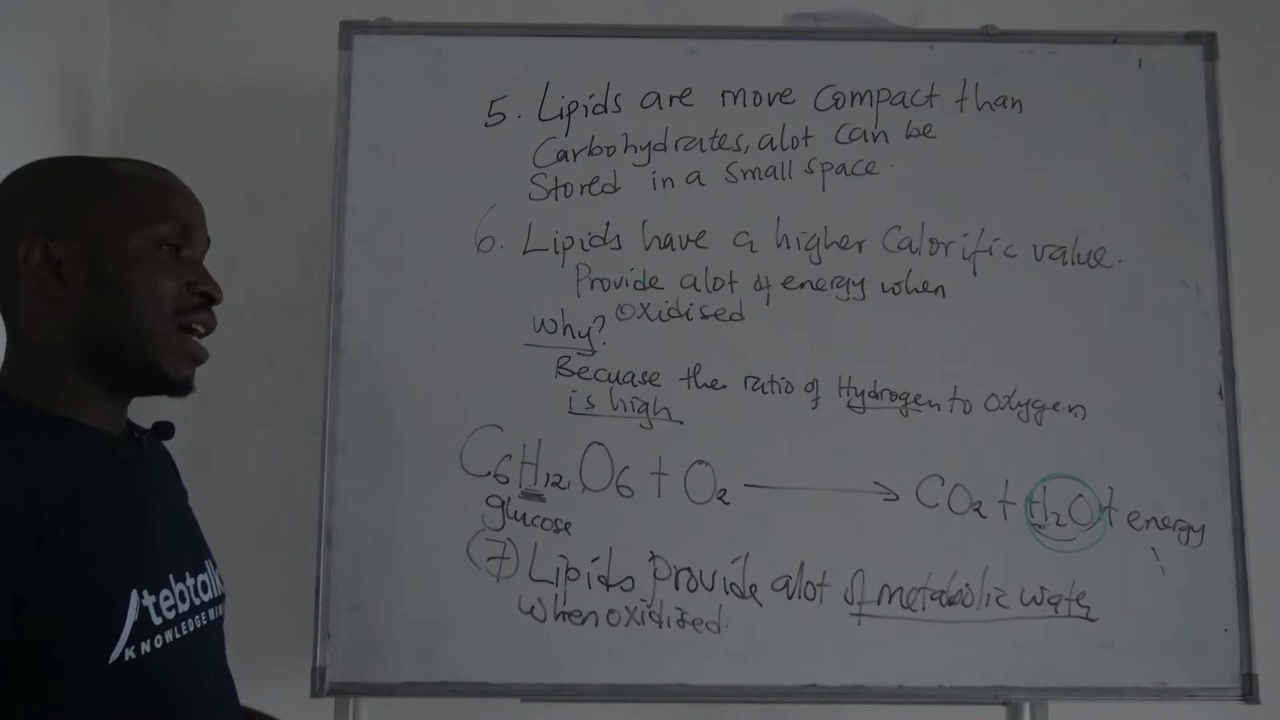 5. Lipids are more compact than
Carbohydrates, alot can be
Stored in a small space.
6. Lipids have a higher Calorific value.
Provide alot of energy when
oxidised
Why?
Becuase the ratio of Hydrogen to Oxygen
is high
C6H12O6 + O2 → CO2 + H2O + energy
glucose
(7) Lipids provide alot of metabolic water
when oxidised.
tebtalk
KNOWLEDGE